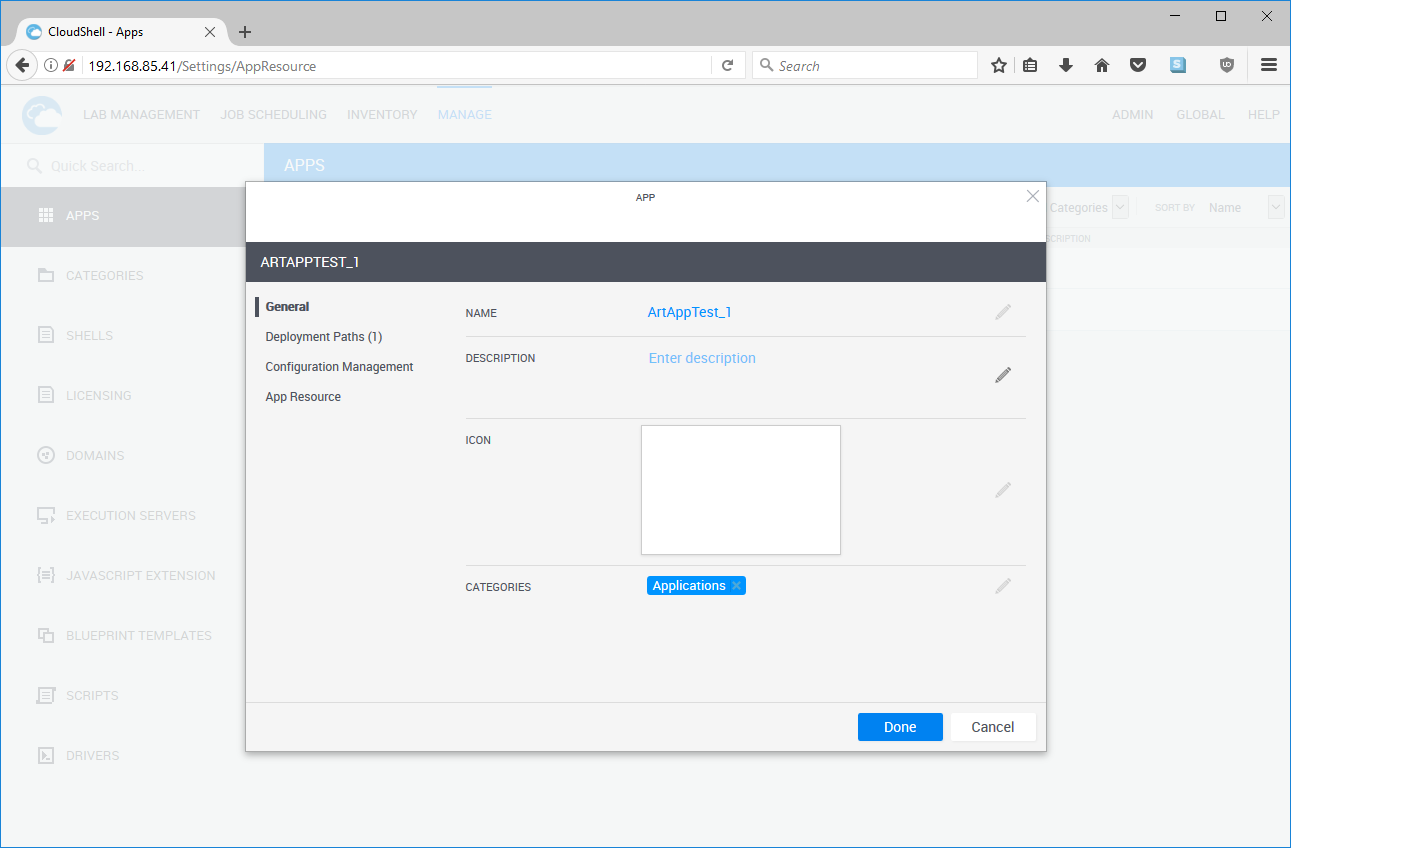 CloudShell - Apps
192.168.85.41/Settings/AppResource
Search
LAB MANAGEMENT JOB SCHEDULING INVENTORY MANAGE ADMIN GLOBAL HELP
Quick Search...
APPS
APP
APPS
Categories SORT BY Name
CRIPTION
ARTAPPTEST_1
CATEGORIES
SHELLS
LICENSING
DOMAINS
EXECUTION SERVERS
JAVASCRIPT EXTENSION
BLUEPRINT TEMPLATES
SCRIPTS
DRIVERS
General
Deployment Paths (1)
Configuration Management
App Resource
NAME ArtAppTest_1
DESCRIPTION Enter description
ICON
CATEGORIES Applications
Done Cancel